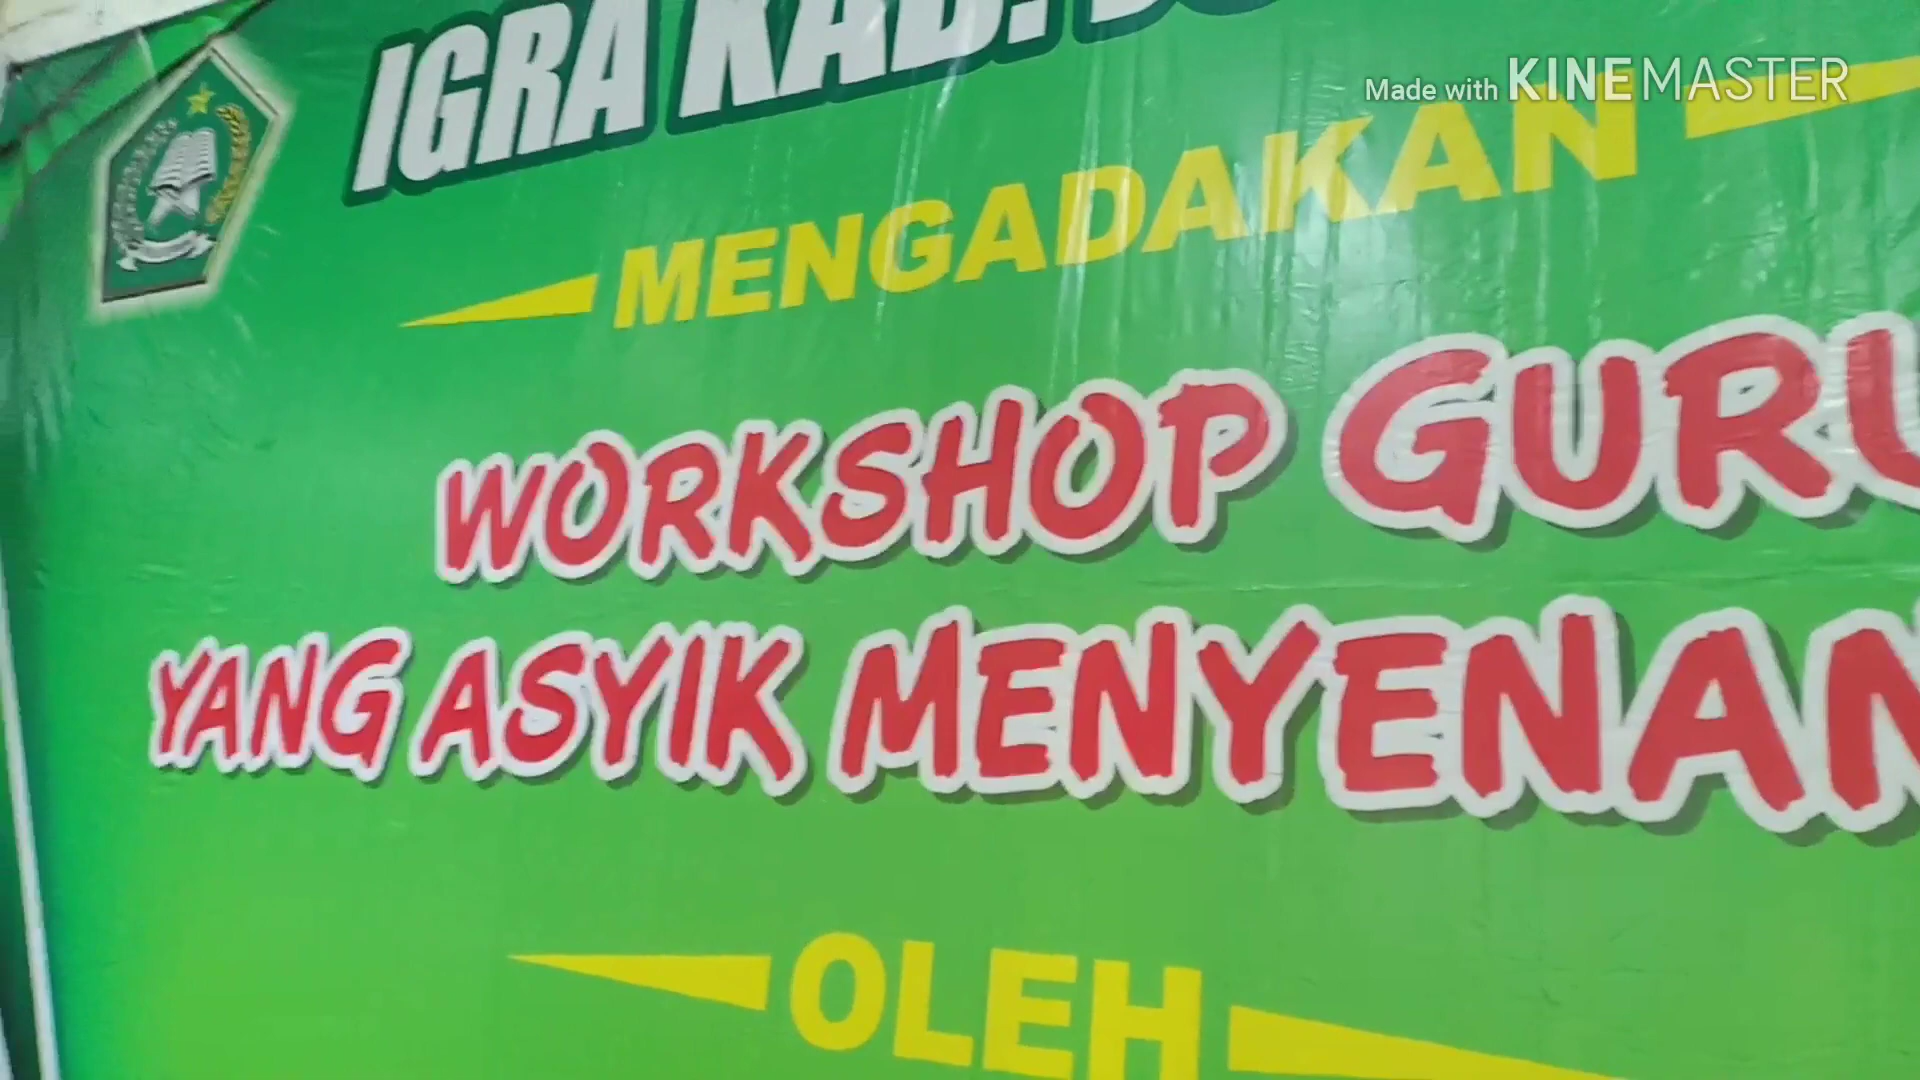 IGRA KAB.
Made with KINEMASTER
MENGADAKAN
WORKSHOP GURU
YANG ASYIK MENYENAN
OLEH